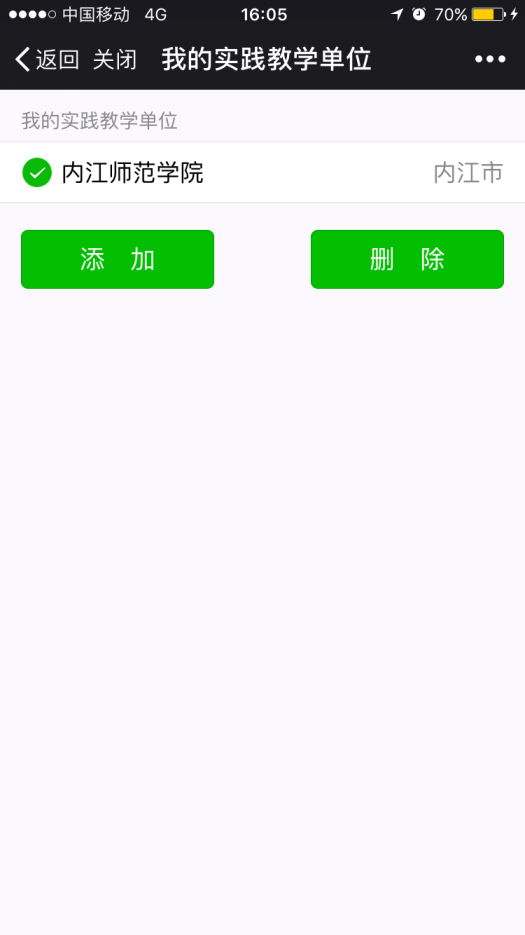 中国移动 4G 16:05 70%
返回 关闭 我的实践教学单位
我的实践教学单位
内江师范学院 内江市
添 加 删 除